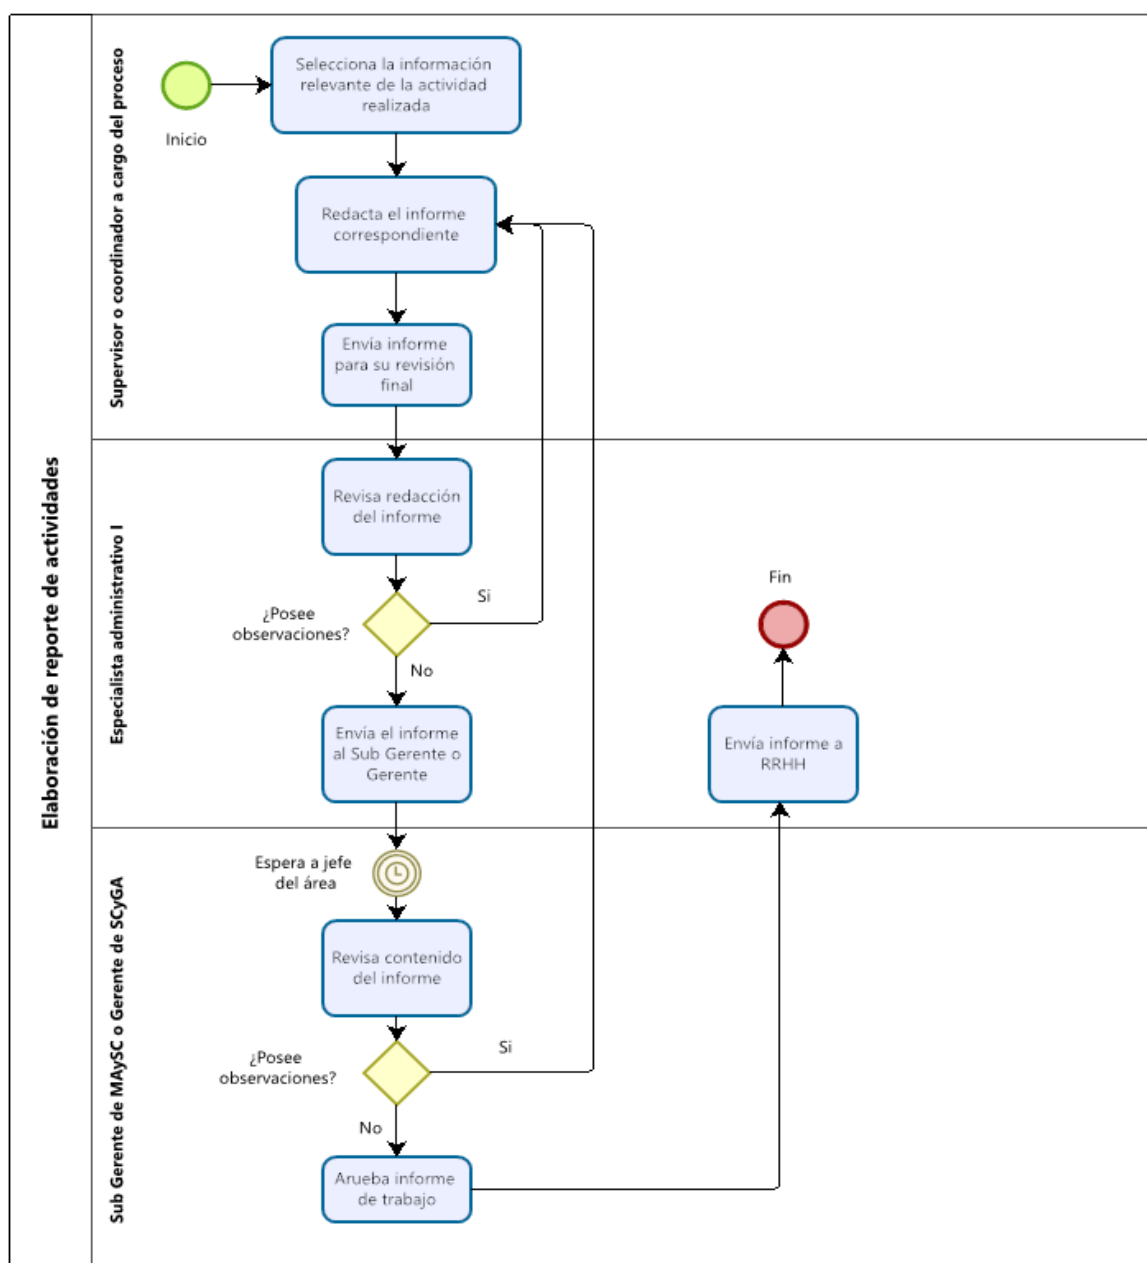 Elaboración de reporte de actividades
Supervisor o coordinador a cargo del proceso
Inicio
Selecciona la información
relevante de la actividad
realizada
Redacta el informe
correspondiente
Envía informe
para su revisión
final
Especialista administrativo I
Revisa redacción
del informe
¿Posee
observaciones?
Si
No
Envía el informe
al Sub Gerente o
Gerente
Fin
Envía informe a
RRHH
Sub Gerente de MAySC o Gerente de SCyGA
Espera a jefe
del área
Revisa contenido
del informe
¿Posee
observaciones?
Si
No
Arueba informe
de trabajo